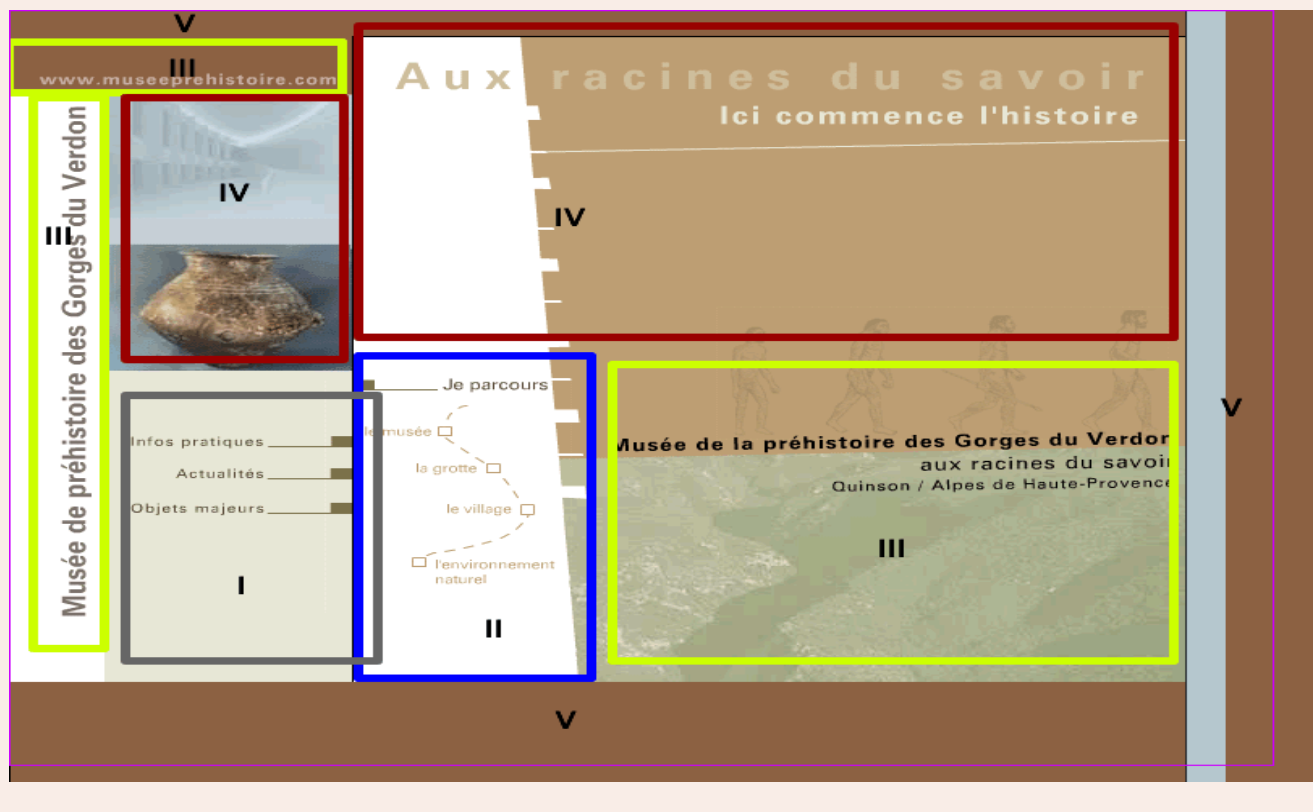 V
III
www.museeprehistoire.com
Aux racines du savoir
Ici commence l'histoire
Musée de préhistoire des Gorges du Verdon
III
IV
IV
V
Je parcours
le musée
la grotte
le village
l'environnement
naturel
II
Infos pratiques
Actualités
Objets majeurs
I
Musée de la préhistoire des Gorges du Verdon
aux racines du savoir
Quinson / Alpes de Haute-Provence
III
V